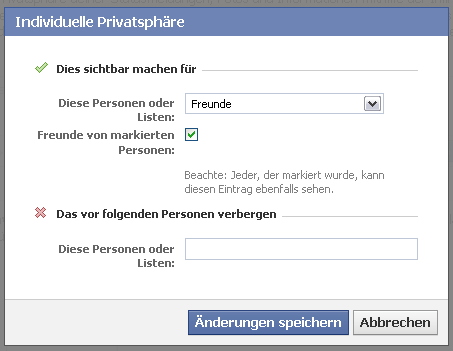 Individuelle Privatsphäre
Dies sichtbar machen für
Diese Personen oder
Listen:
Freunde
Freunde von markierten
Personen:
Beachte: Jeder, der markiert wurde, kann
diesen Eintrag ebenfalls sehen.
Das vor folgenden Personen verbergen
Diese Personen oder
Listen:
Änderungen speichern
Abbrechen